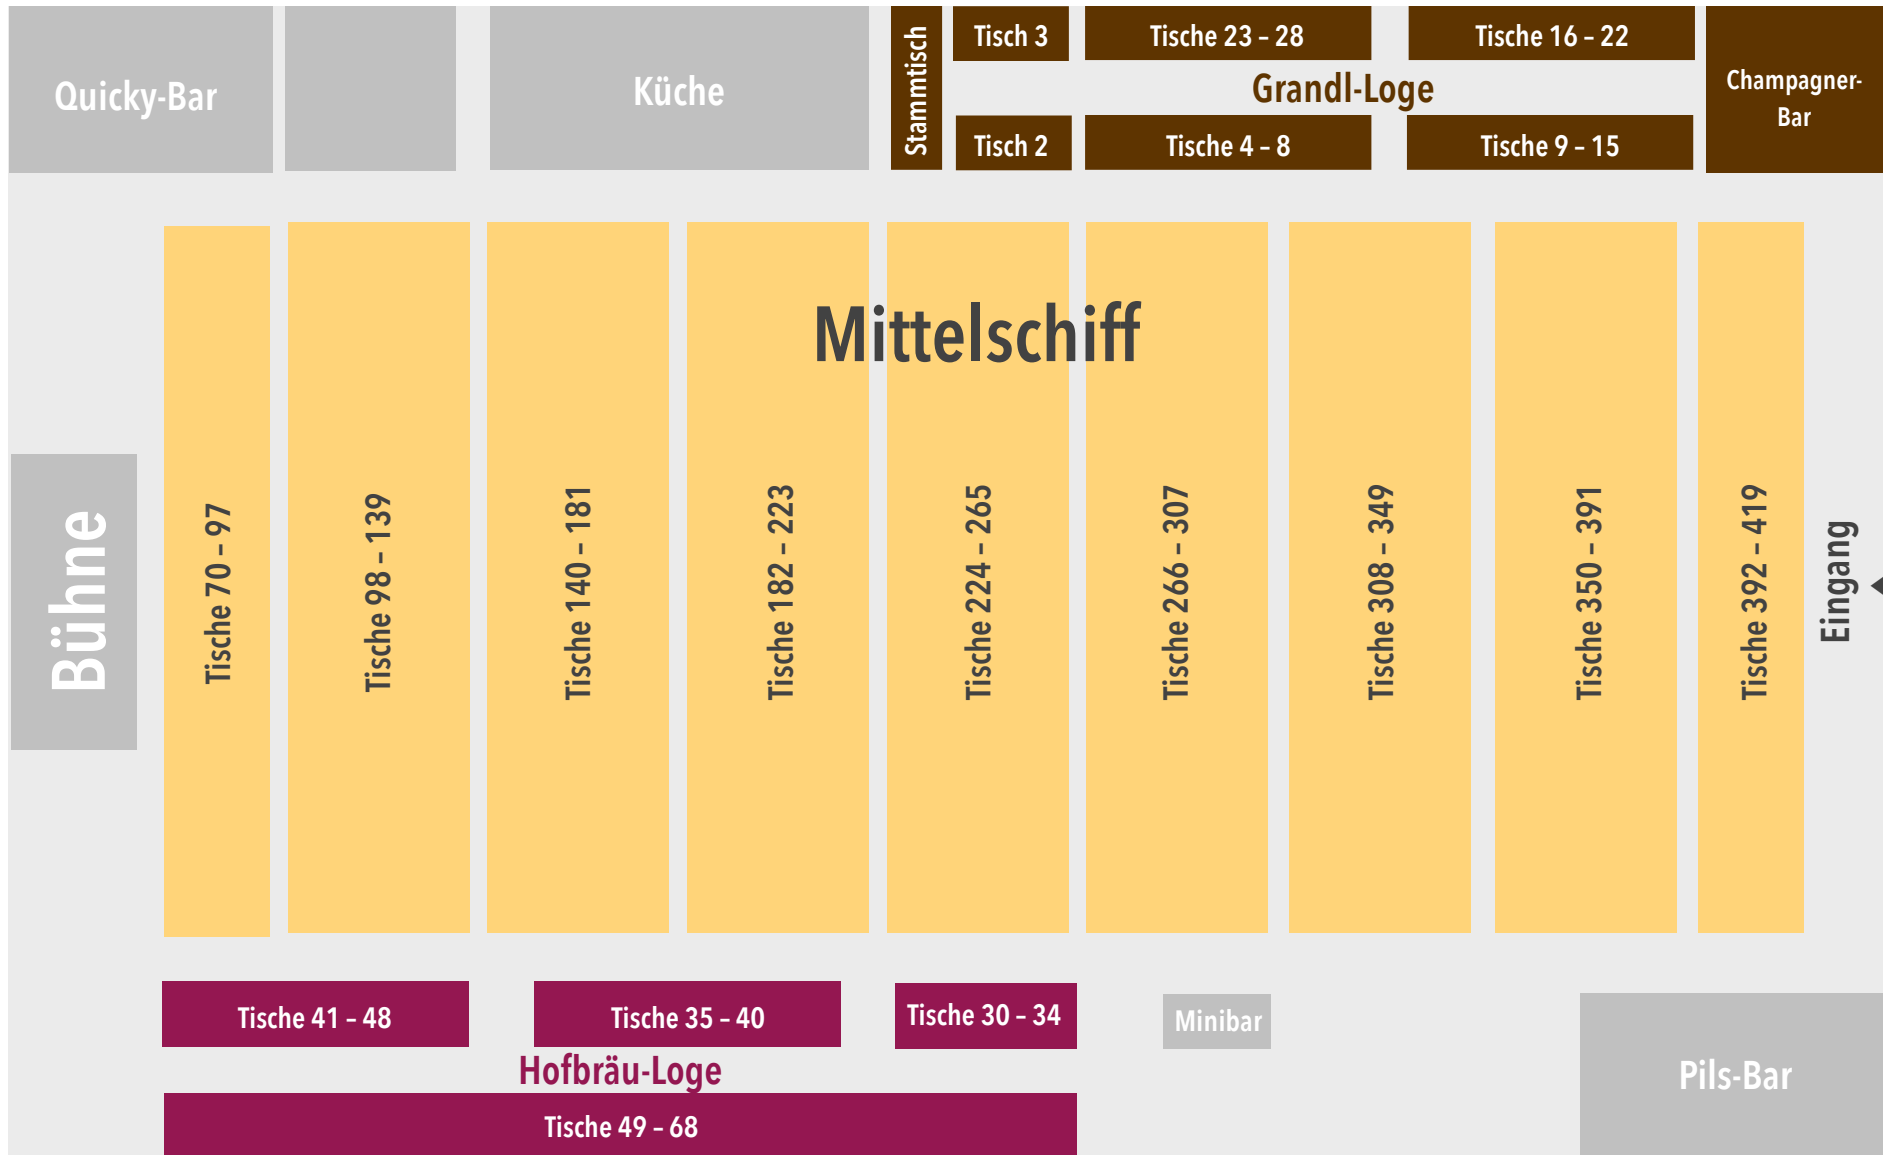 Quicky-Bar
Küche
Stammtisch
Tisch 3
Tische 23 – 28
Tische 16 – 22
Grandl-Loge
Tisch 2
Tische 4 – 8
Tische 9 – 15
Champagner-
Bar
Mittelschiff
Bühne
Tische 70 – 97
Tische 98 – 139
Tische 140 – 181
Tische 182 – 223
Tische 224 – 265
Tische 266 – 307
Tische 308 – 349
Tische 350 – 391
Tische 392 – 419
Eingang
Tische 41 – 48
Tische 35 – 40
Tische 30 – 34
Minibar
Hofbräu-Loge
Tische 49 – 68
Pils-Bar